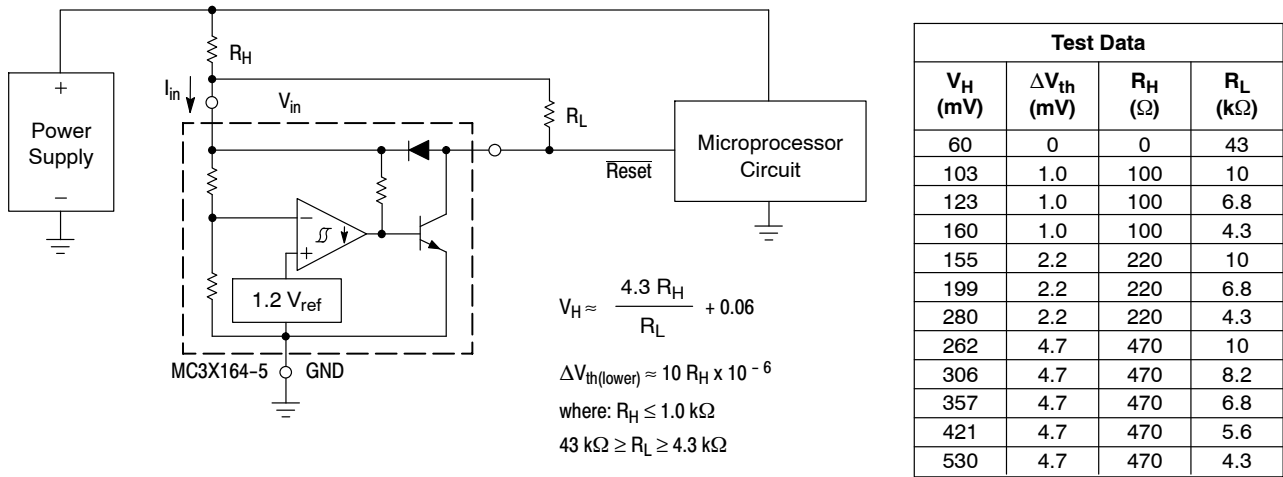 R_H
I_in
V_in
R_L
+
Power
Supply
−
Microprocessor
Circuit
Reset
−
+
1.2 V_ref
MC3X164−5
GND
V_H ≈ 4.3 R_H / R_L + 0.06
ΔV_th(lower) ≈ 10 R_H x 10^−6
where: R_H ≤ 1.0 kΩ
43 kΩ ≥ R_L ≥ 4.3 kΩ
Test Data
V_H (mV) ΔV_th (mV) R_H (Ω) R_L (kΩ)
60 0 0 43
103 1.0 100 10
123 1.0 100 6.8
160 1.0 100 4.3
155 2.2 220 10
199 2.2 220 6.8
280 2.2 220 4.3
262 4.7 470 10
306 4.7 470 8.2
357 4.7 470 6.8
421 4.7 470 5.6
530 4.7 470 4.3